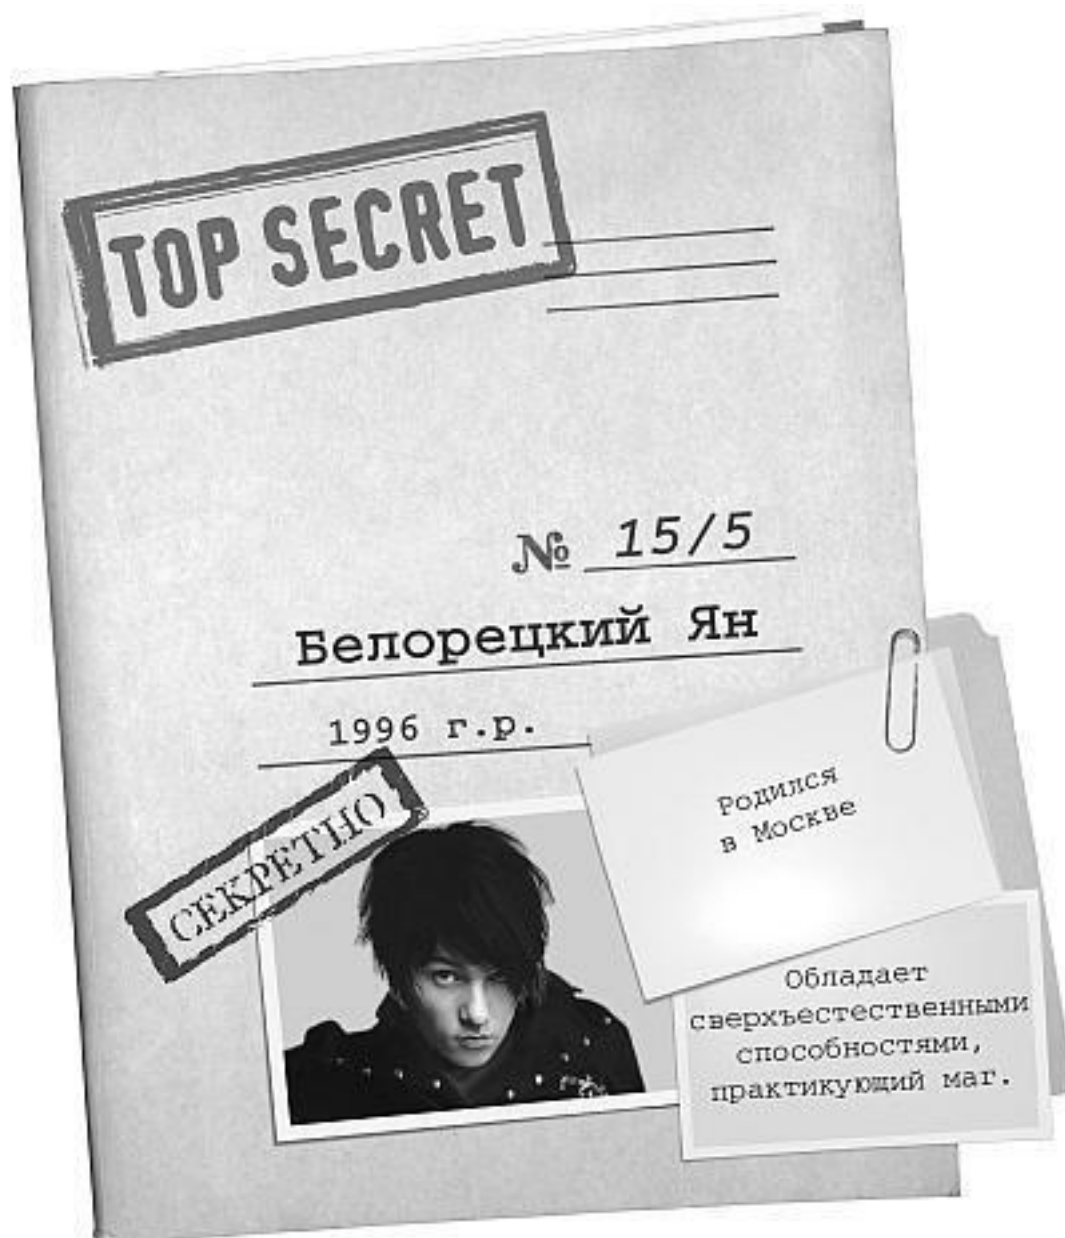 TOP SECRET
№ 15/5
Белорецкий Ян
1996 г.р.
СЕКРЕТНО
Родился
в Москве
Обладает
сверхъестественными
способностями,
практикующий маг.